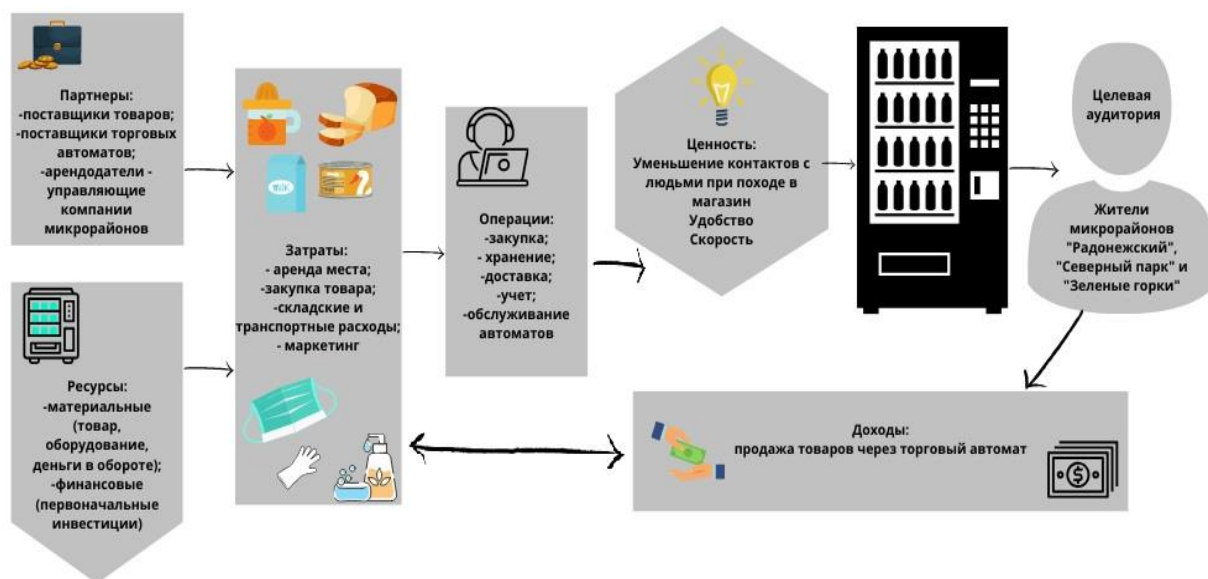 Партнеры:
-поставщики товаров;
-поставщики торговых
автоматов;
-арендодатели -
управляющие
компании
микрорайонов
Ресурсы:
-материальные
(товар,
оборудование,
деньги в обороте);
-финансовые
(первоначальные
инвестиции)
MILK
Затраты:
- аренда места;
-закупка товара;
-складские и
транспортные расходы;
- маркетинг
Операции:
-закупка;
- хранение;
-доставка;
-учет;
-обслуживание
автоматов
Ценность:
Уменьшение контактов с
людьми при походе в
магазин
Удобство
Скорость
Целевая
аудитория
Жители
микрорайонов
"Радонежский",
"Северный парк" и
"Зеленые горки"
Доходы:
продажа товаров через торговый автомат
$